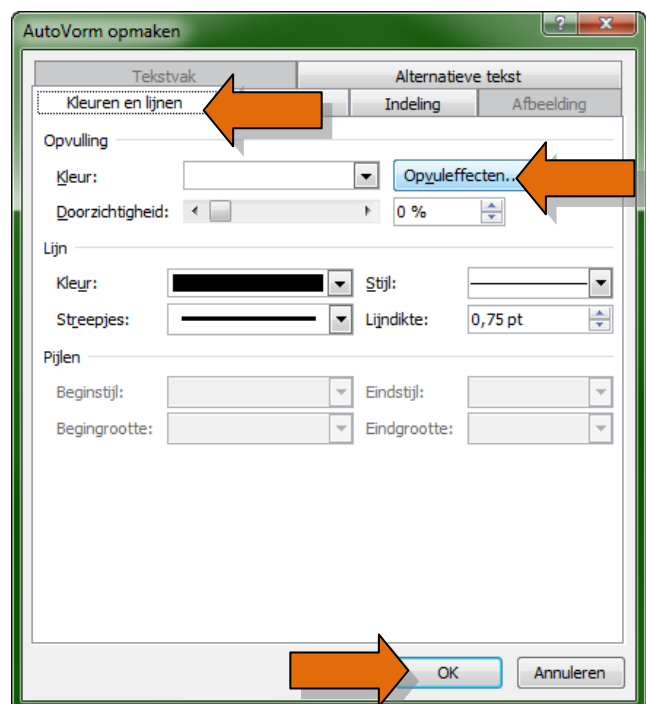 AutoVorm opmaken
Tekstvak Alternatieve tekst
Kleuren en lijnen Indeling Afbeelding
Opvulling
Kleur: Opvuleffecten...
Doorzichtigheid: 0 %
Lijn
Kleur: Stijl:
Streepjes: Lijndikte: 0,75 pt
Pijlen
Beginstijl: Eindstijl:
Begingrootte: Eindgrootte:
OK Annuleren